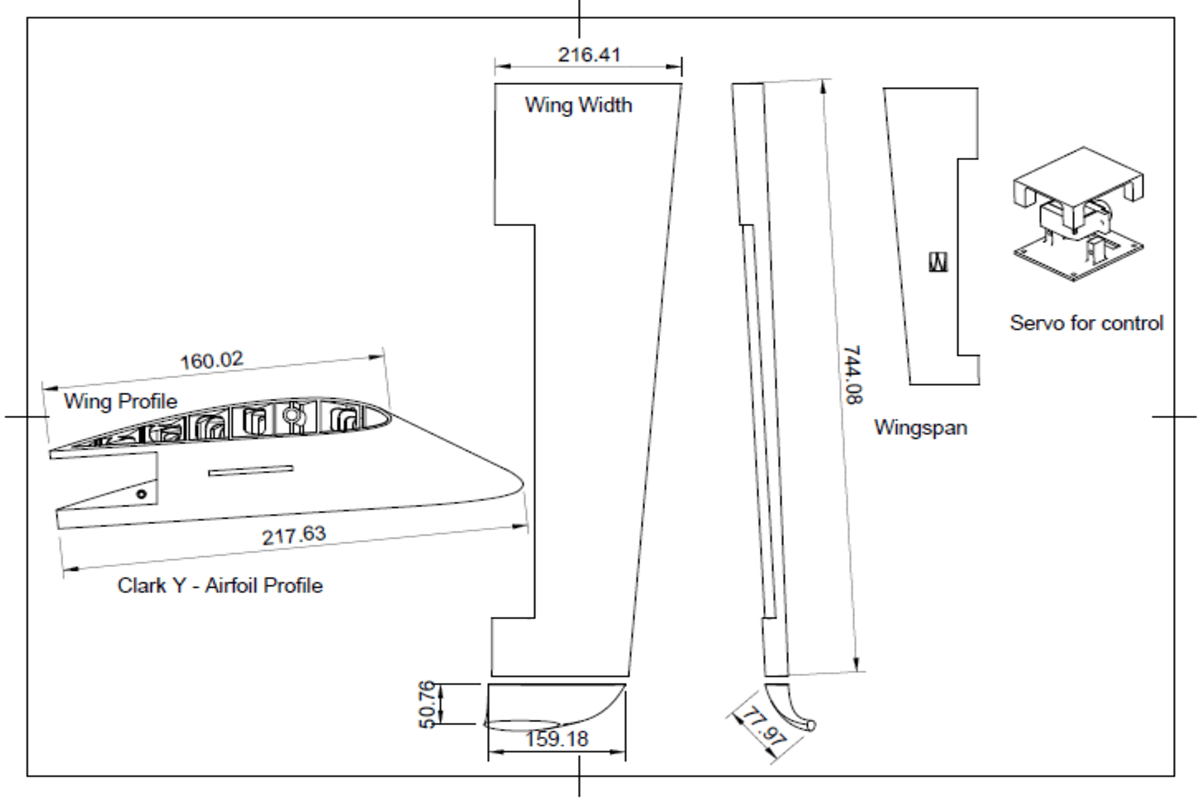 216.41
Wing Width
744.08
Servo for control
Wingspan
160.02
Wing Profile
217.63
Clark Y - Airfoil Profile
50.76
159.18
77.97